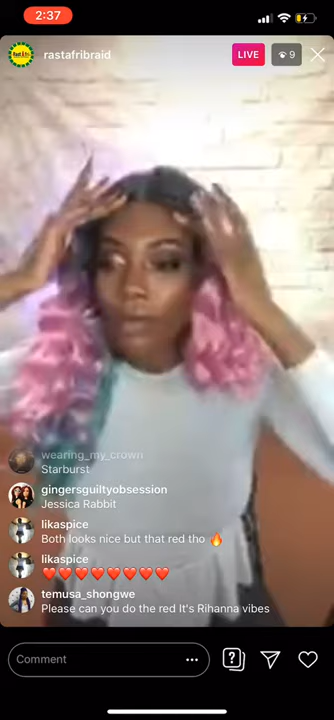 2:37
rastafribraid
LIVE
9
wearing_my_crown
Starburst
gingersguiltyobsession
Jessica Rabbit
likaspice
Both looks nice but that red tho 🔥
likaspice
❤️❤️❤️❤️❤️❤️❤️❤️
temusa_shongwe
Please can you do the red It's Rihanna vibes
Comment